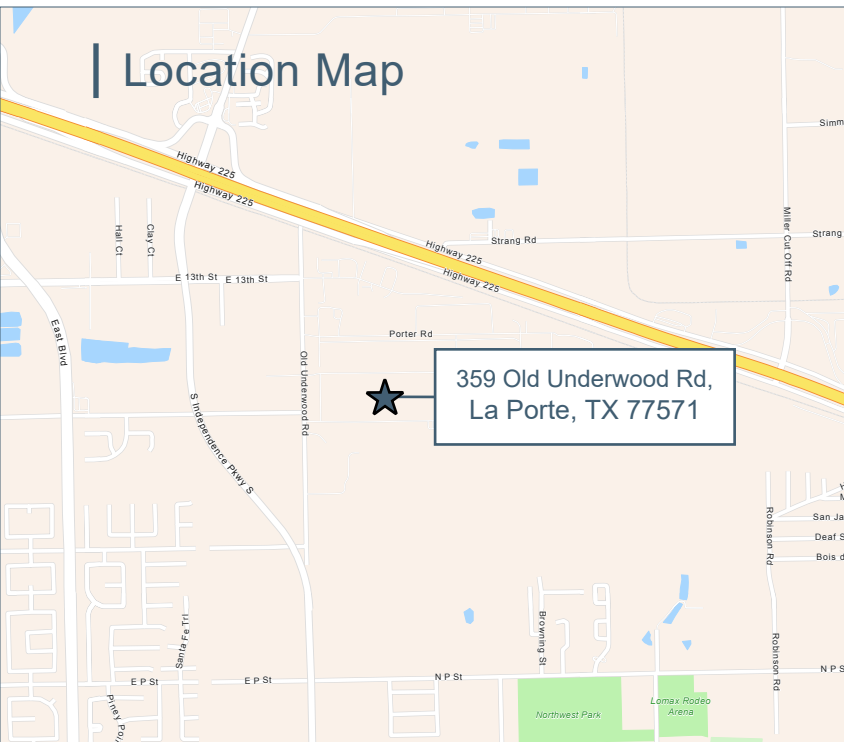 Location Map
Simm
Highway 225
Highway 225
Miller Cut Off Rd
Hall Ct
Clay Ct
Strang Rd
Strang
Highway 225
Highway 225
E 13th St
E 13th St
East Blvd
Porter Rd
Old Underwood Rd
359 Old Underwood Rd,
La Porte, TX 77571
S Independence Pkwy S
Robinson Rd
San Ja
Deaf S
Bois d
Santa Fe Trl
Browning St
Robinson Rd
E P St
E P St
N P St
N P S
Piney Po
Northwest Park
Lomax Rodeo
Arena